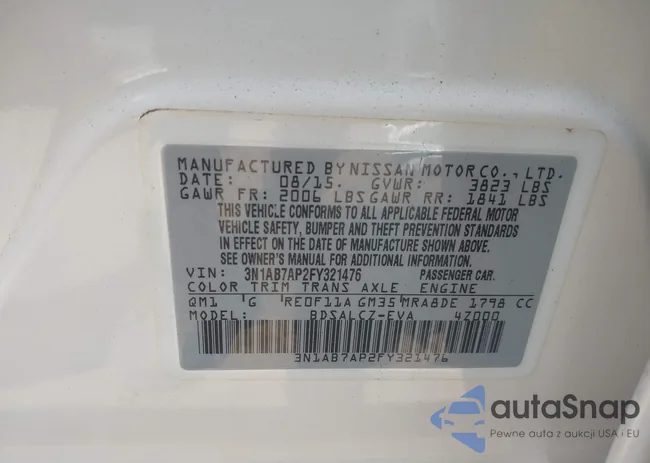 MANUFACTURED BY NISSAN MOTOR CO., LTD.
DATE: 08/15. GVWR: 3823 LBS
GAWR FR: 2006 LBS GAWR RR: 1841 LBS
THIS VEHICLE CONFORMS TO ALL APPLICABLE FEDERAL MOTOR
VEHICLE SAFETY, BUMPER AND THEFT PREVENTION STANDARDS
IN EFFECT ON THE DATE OF MANUFACTURE SHOWN ABOVE.
SEE OWNER'S MANUAL FOR ADDITIONAL INFORMATION.
VIN: 3N1AB7AP2FY321476 PASSENGER CAR.
COLOR TRIM TRANS AXLE ENGINE
QM1 G RE0F11A GM35 MRA8DE 1798 CC
MODEL: BDSALCZ-EVA 4Z000
3N1AB7AP2FY321476
autaSnap
Pewne auta z aukcji USA i EU